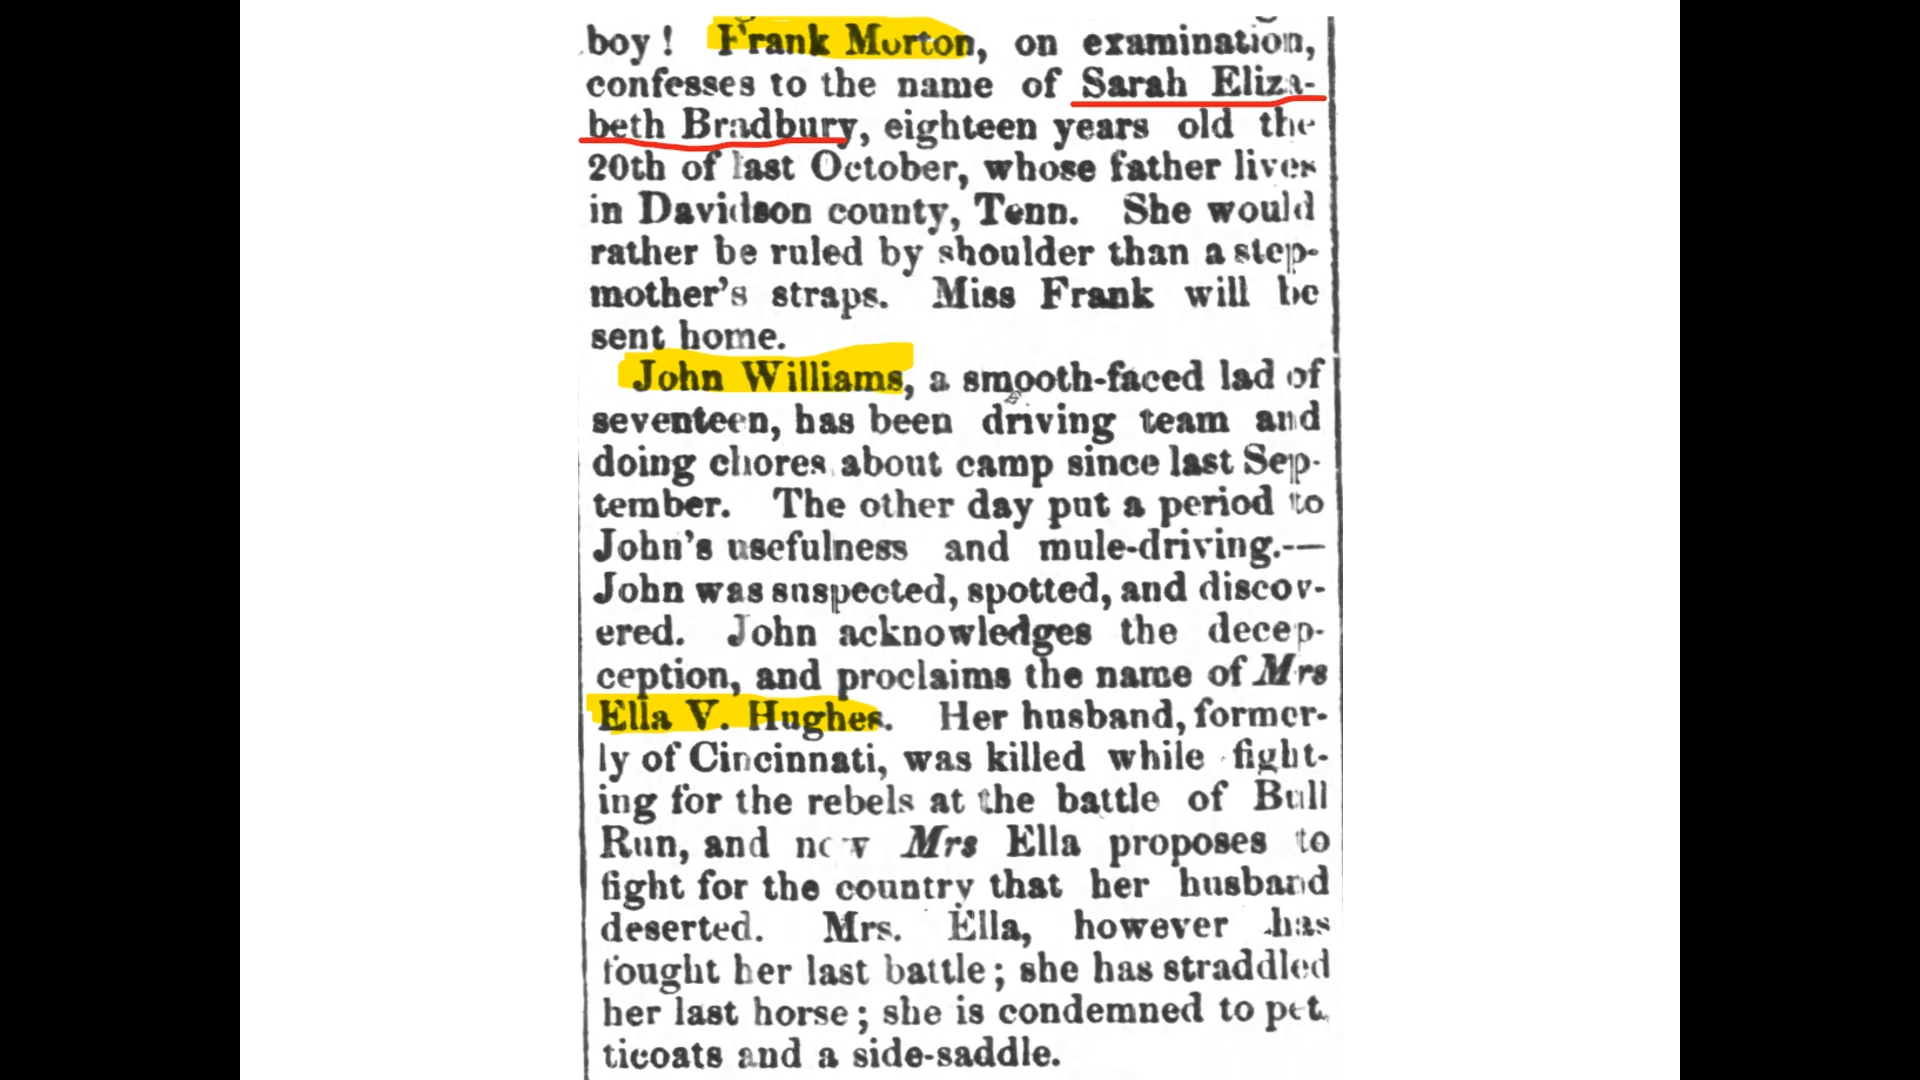 boy! Frank Morton, on examination,
confesses to the name of Sarah Eliza-
beth Bradbury, eighteen years old the
20th of last October, whose father lives
in Davidson county, Tenn. She would
rather be ruled by shoulder than a step-
mother's straps. Miss Frank will be
sent home.
John Williams, a smooth-faced lad of
seventeen, has been driving team and
doing chores about camp since last Sep-
tember. The other day put a period to
John's usefulness and mule-driving.—
John was suspected, spotted, and discov-
ered. John acknowledges the decep-
ception, and proclaims the name of Mrs
Ella V. Hughes. Her husband, former-
ly of Cincinnati, was killed while fight-
ing for the rebels at the battle of Bull
Run, and now Mrs Ella proposes to
fight for the country that her husband
deserted. Mrs. Ella, however has
fought her last battle; she has straddled
her last horse; she is condemned to pet
ticoats and a side-saddle.